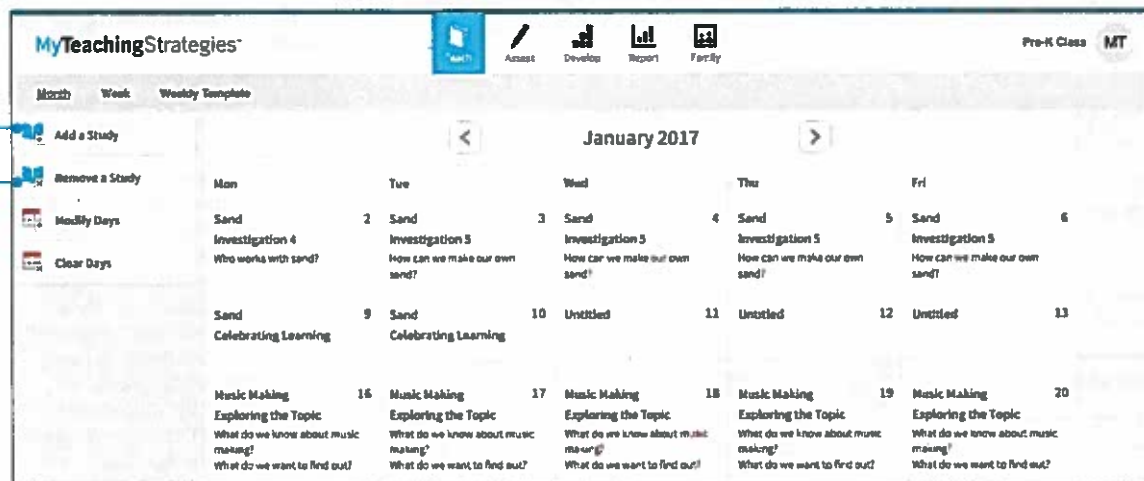 MyTeachingStrategies
Teach Assess Develop Report Family
Pre-K Class MT
Month Week Weekly Template
Add a Study
Remove a Study
Modify Days
Clear Days
< January 2017 >
Mon Tue Wed Thu Fri
Sand 2 Sand 3 Sand 4 Sand 5 Sand 6
Investigation 4 Investigation 5 Investigation 5 Investigation 5 Investigation 5
Who works with sand? How can we make our own How can we make our own How can we make our own How can we make our own
sand? sand? sand? sand?
Sand 9 Sand 10 Untitled 11 Untitled 12 Untitled 13
Celebrating Learning Celebrating Learning
Music Making 16 Music Making 17 Music Making 18 Music Making 19 Music Making 20
Exploring the Topic Exploring the Topic Exploring the Topic Exploring the Topic Exploring the Topic
What do we know about music What do we know about music What do we know about music What do we know about music What do we know about music
making? making? making? making? making?
What do we want to find out? What do we want to find out? What do we want to find out? What do we want to find out? What do we want to find out?